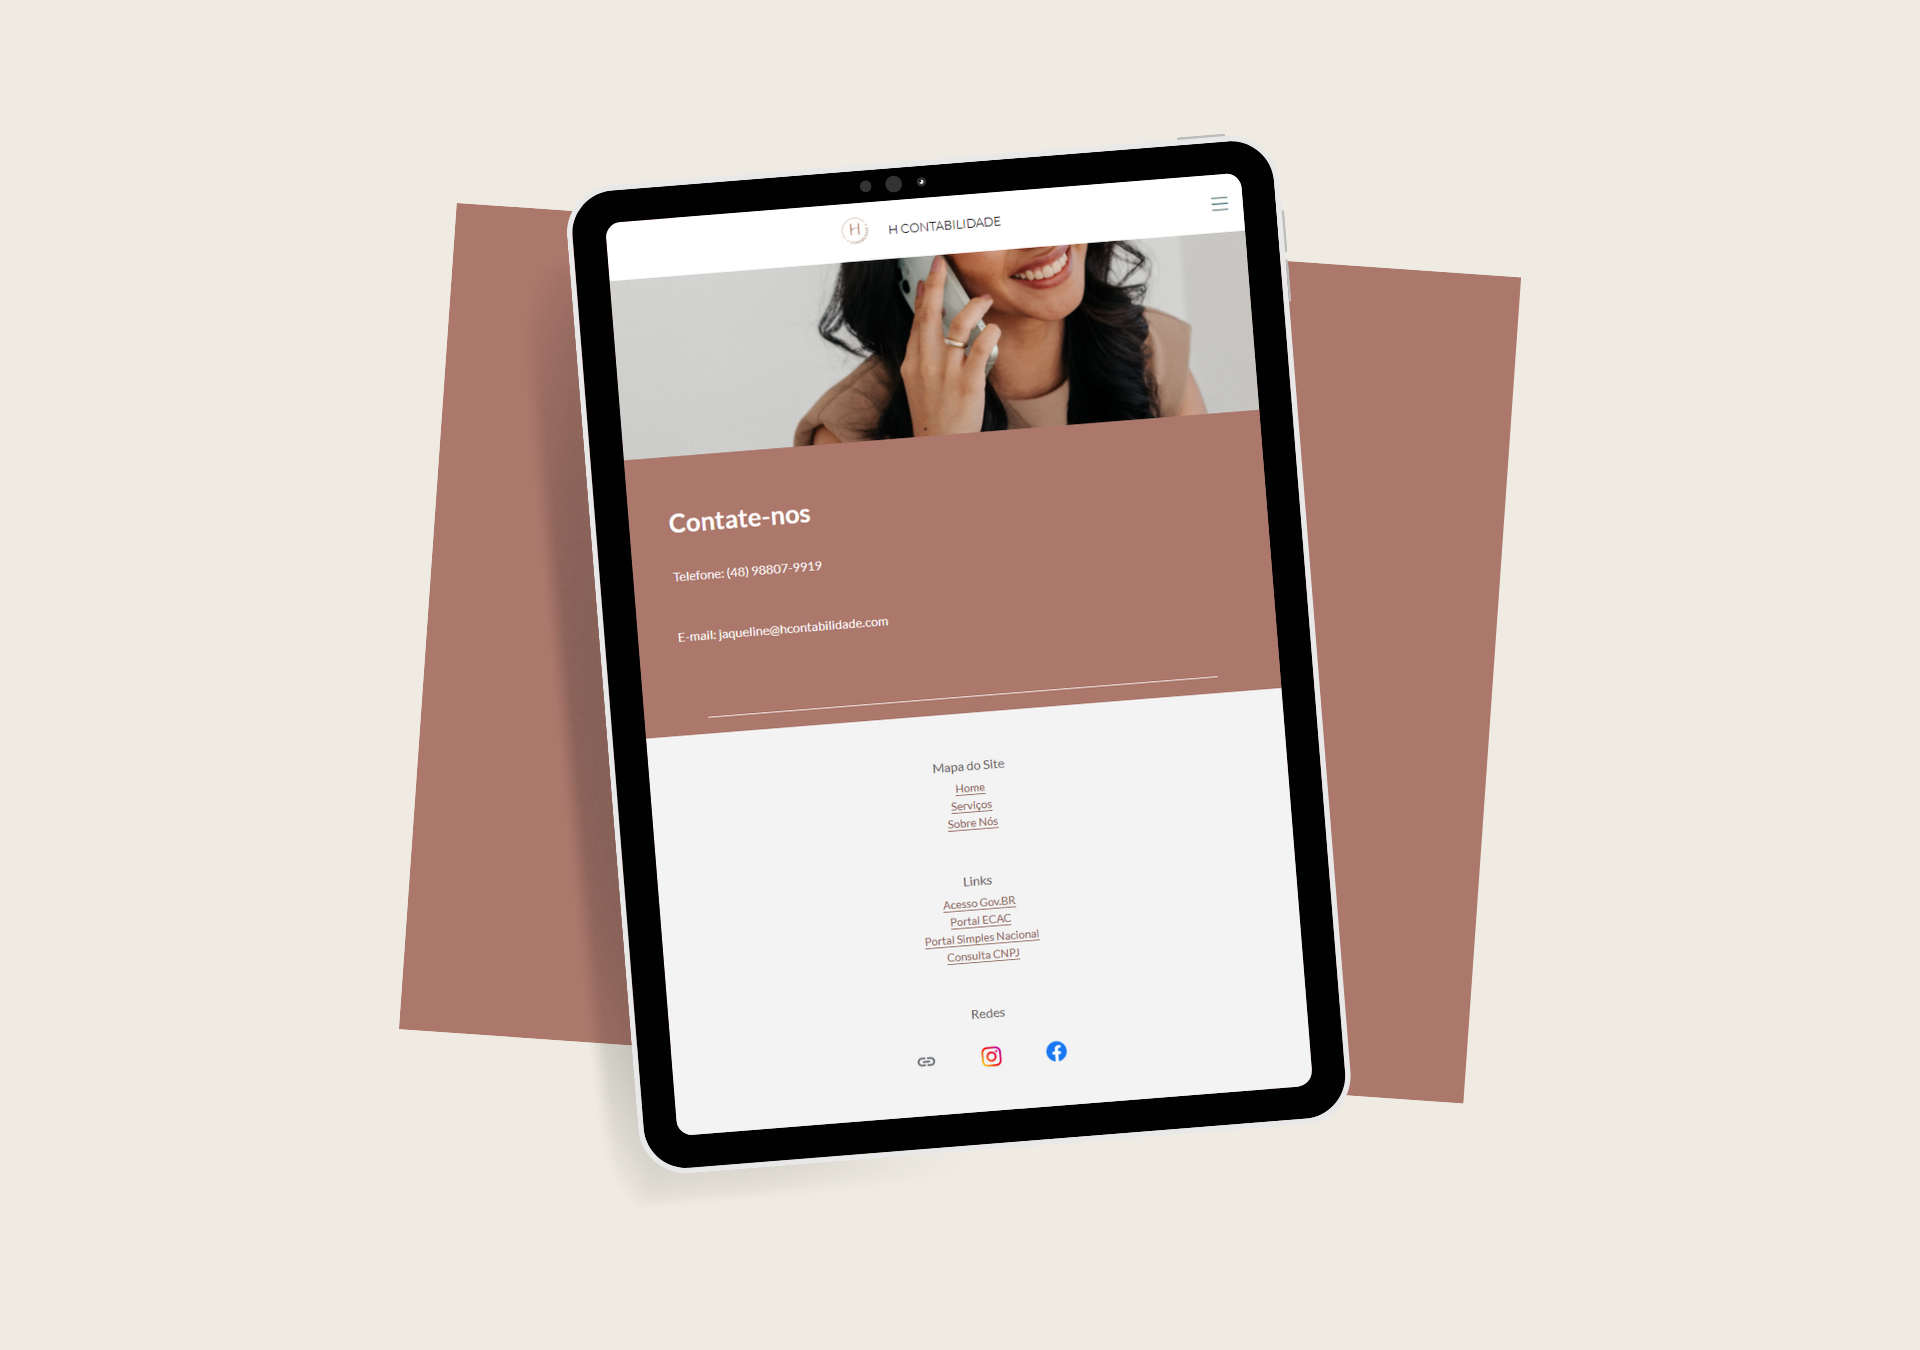 H
H CONTABILIDADE
Contate-nos
Telefone: (48) 98807-9919
E-mail: jaqueline@hcontabilidade.com
Mapa do Site
Home
Serviços
Sobre Nós
Links
Acesso Gov.BR
Portal ECAC
Portal Simples Nacional
Consulta CNPJ
Redes